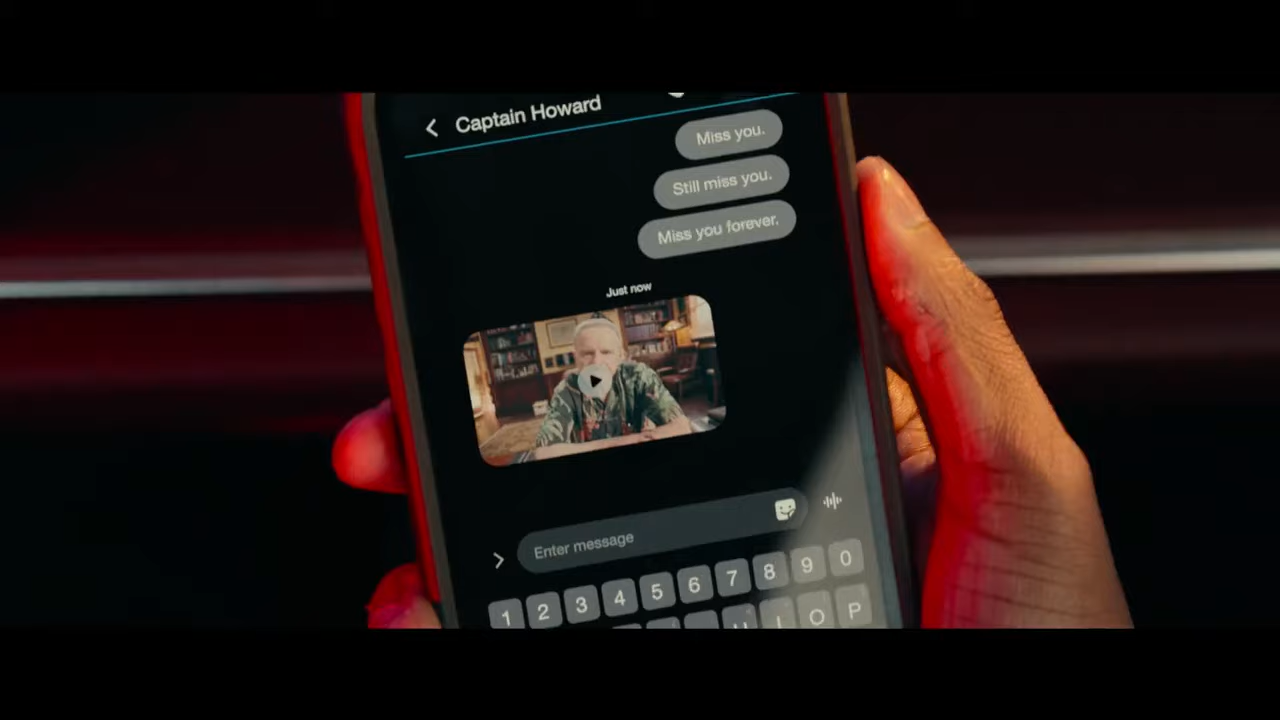 Captain Howard
Miss you.
Still miss you.
Miss you forever.
Just now
Enter message
1 2 3 4 5 6 7 8 9 0
U I O P